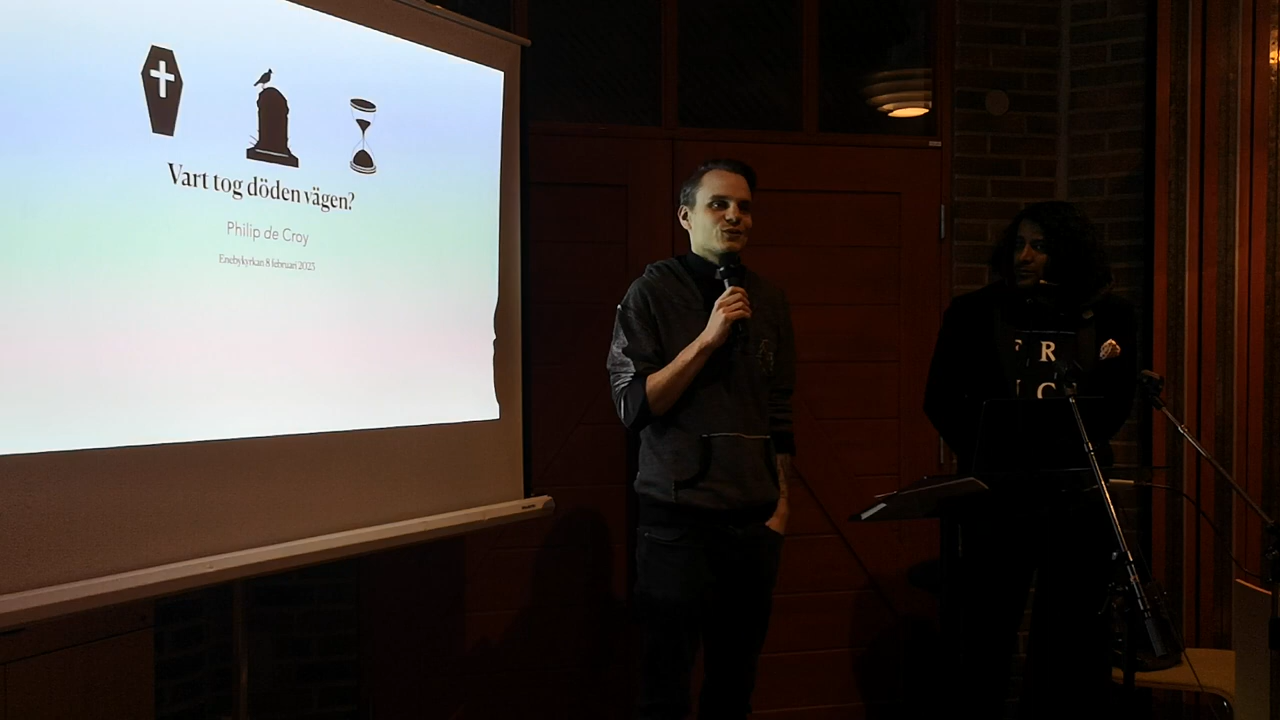 Vart tog döden vägen?
Philip de Croy
Enebykyrkan 8 februari 2023
F R
U C